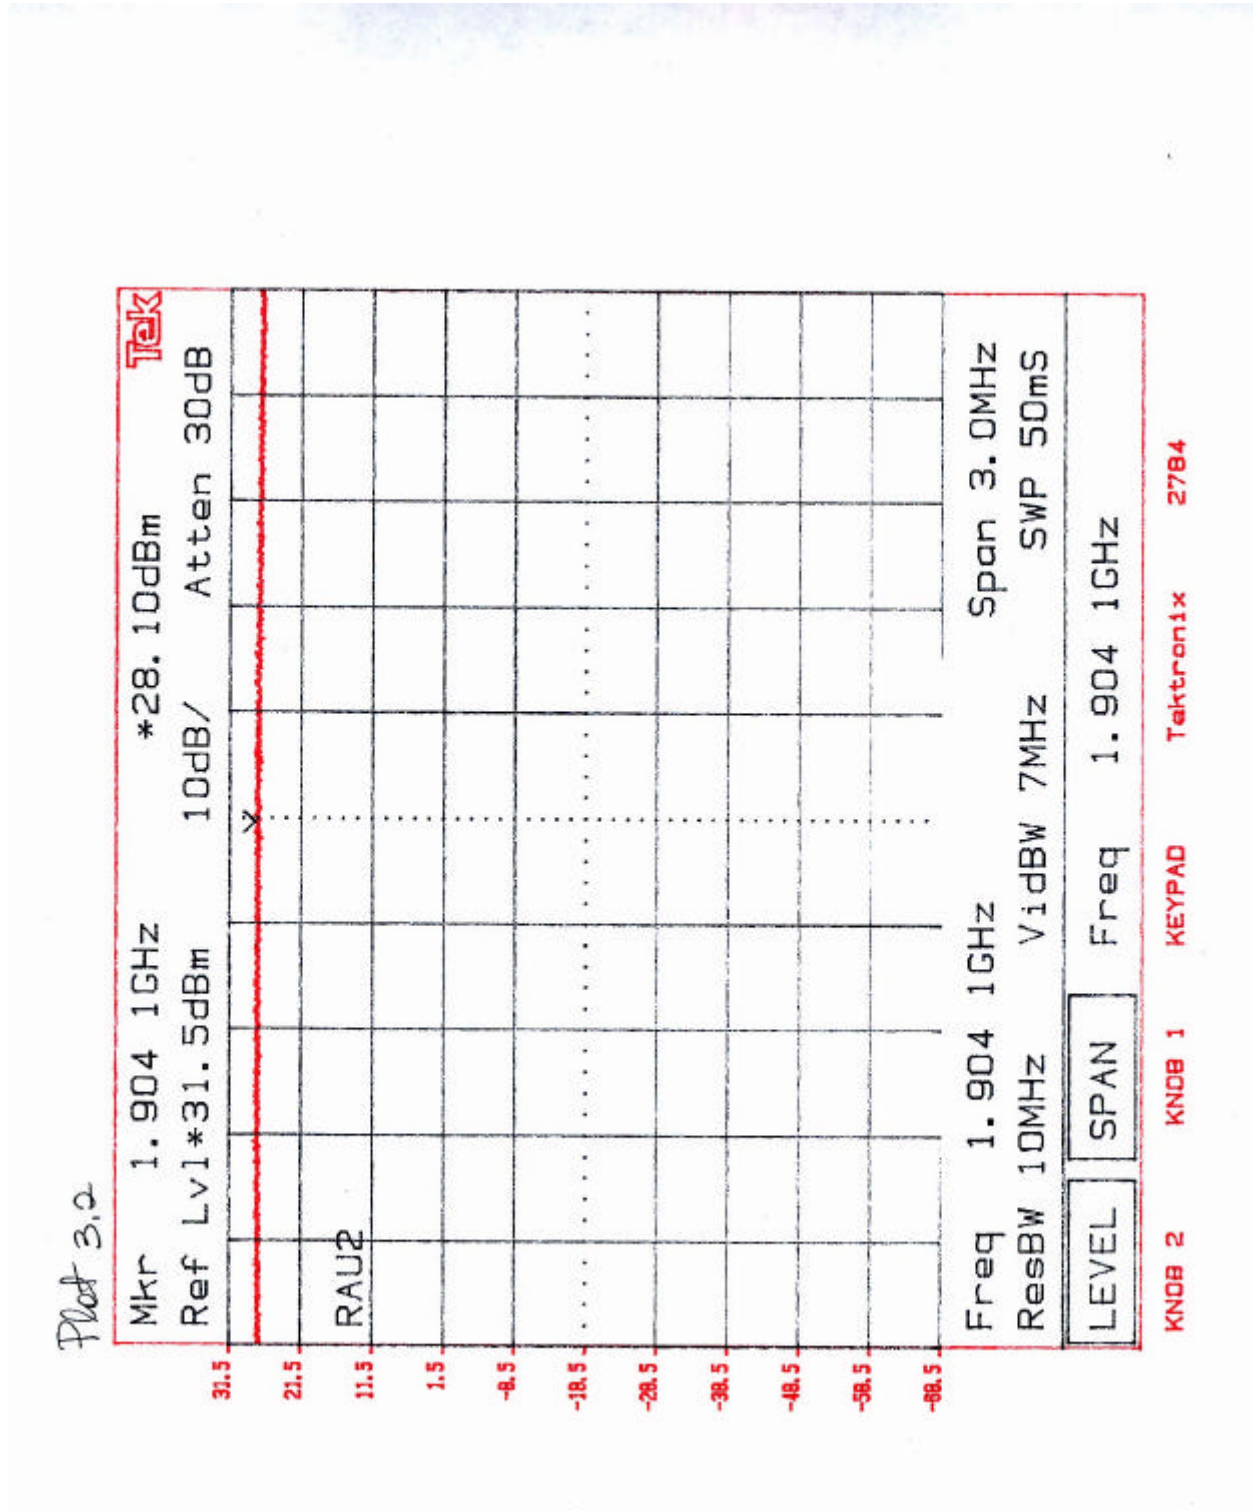 Plot 3.2
Mkr 1.904 1GHz *28.10dBm Tek
Ref Lvl*31.5dBm 10dB/ Atten 30dB
31.5
21.5
RAU2
11.5
1.5
-8.5
-18.5
-28.5
-38.5
-48.5
-58.5
-68.5
Freq 1.904 1GHz Span 3.0MHz
ResBW 10MHz VidBW 7MHz SWP 50mS
LEVEL SPAN Freq 1.904 1GHz
KNOB 2 KNOB 1 KEYPAD Tektronix 2784